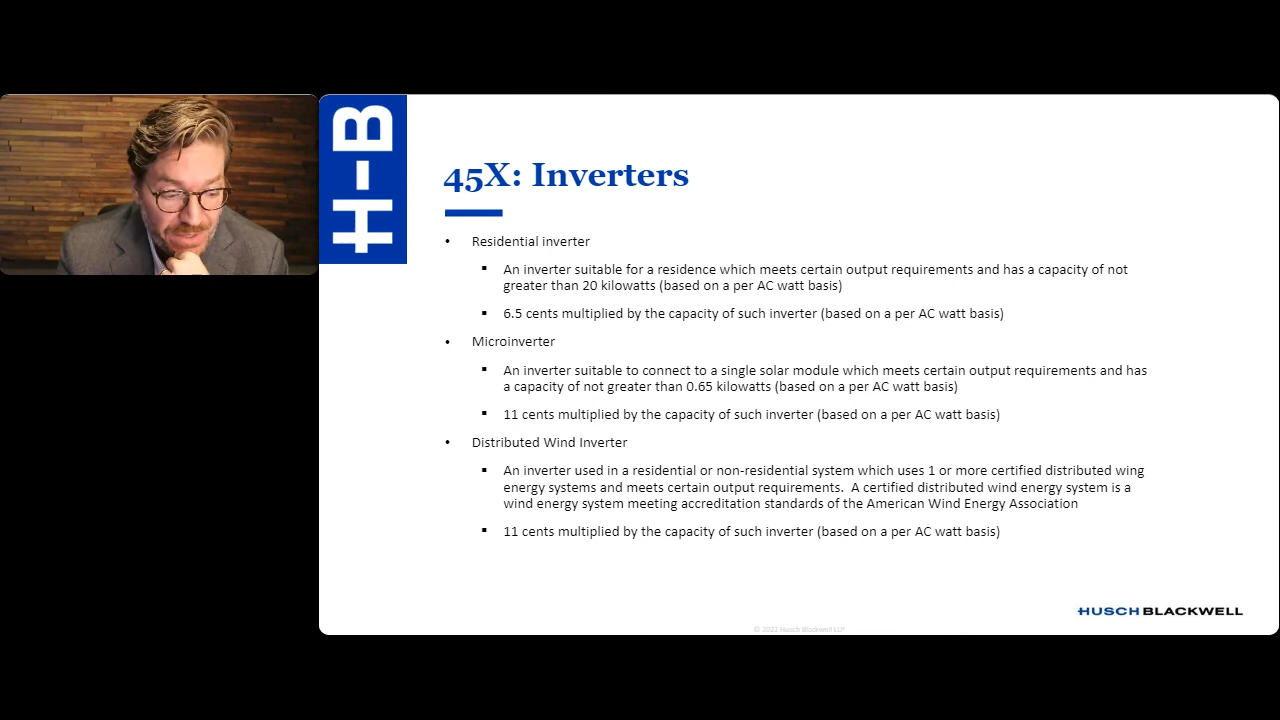 H-B
45X: Inverters
• Residential inverter
▪ An inverter suitable for a residence which meets certain output requirements and has a capacity of not
greater than 20 kilowatts (based on a per AC watt basis)
▪ 6.5 cents multiplied by the capacity of such inverter (based on a per AC watt basis)
• Microinverter
▪ An inverter suitable to connect to a single solar module which meets certain output requirements and has
a capacity of not greater than 0.65 kilowatts (based on a per AC watt basis)
▪ 11 cents multiplied by the capacity of such inverter (based on a per AC watt basis)
• Distributed Wind Inverter
▪ An inverter used in a residential or non-residential system which uses 1 or more certified distributed wing
energy systems and meets certain output requirements.  A certified distributed wind energy system is a
wind energy system meeting accreditation standards of the American Wind Energy Association
▪ 11 cents multiplied by the capacity of such inverter (based on a per AC watt basis)
HUSCH BLACKWELL
© 2022 Husch Blackwell LLP